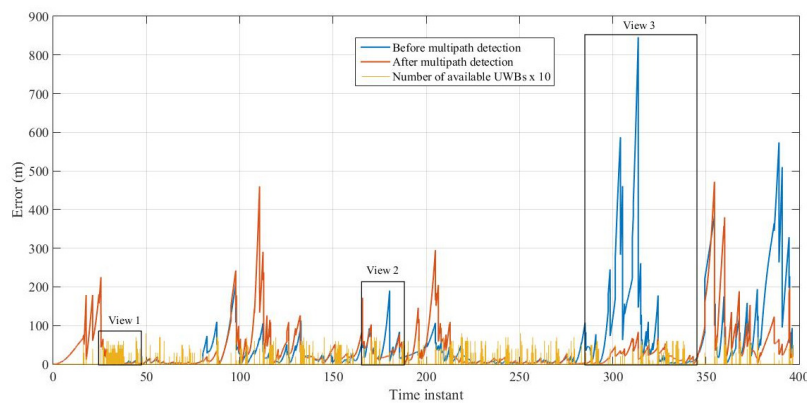 900
800
700
600
500
400
300
200
100
0
Error (m)
View 1
View 2
View 3
Before multipath detection
After multipath detection
Number of available UWBs x 10
0 50 100 150 200 250 300 350 400
Time instant